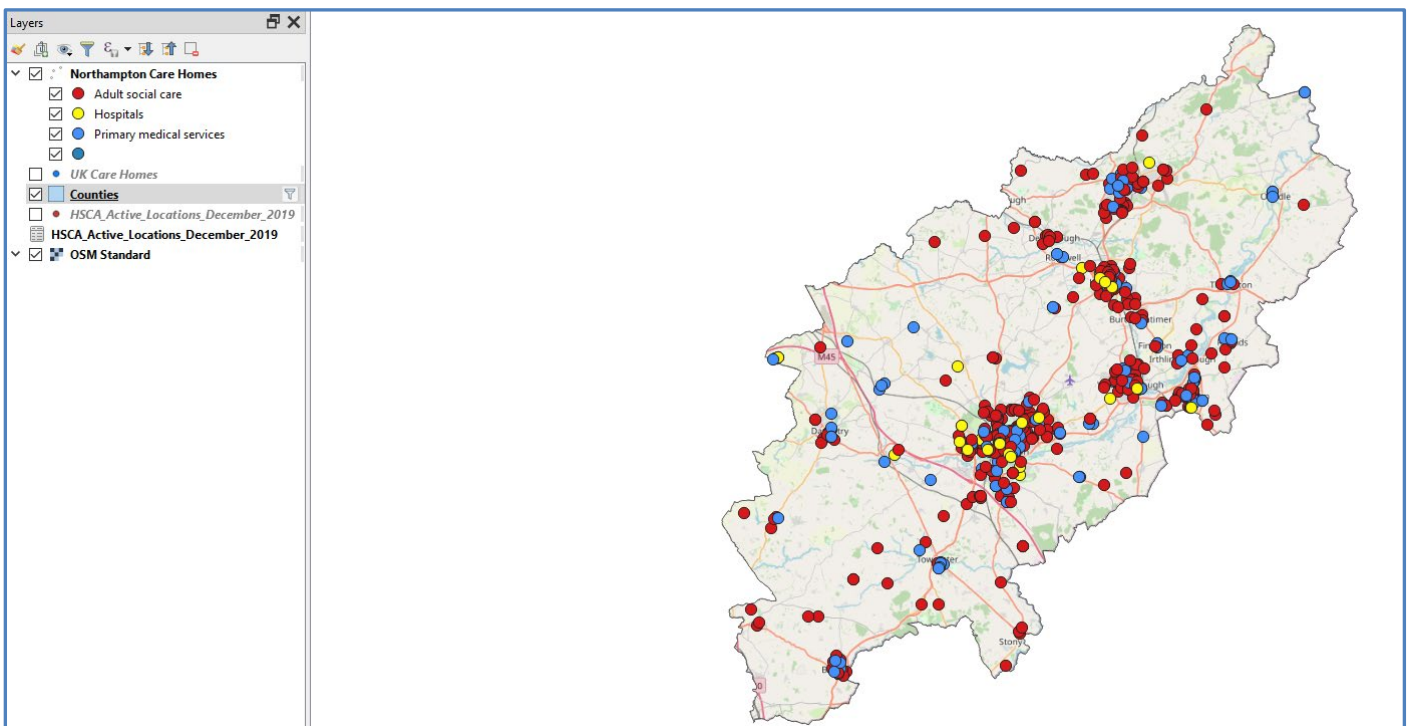 Layers
Northampton Care Homes
Adult social care
Hospitals
Primary medical services
UK Care Homes
Counties
HSCA_Active_Locations_December_2019
HSCA_Active_Locations_December_2019
OSM Standard
M45